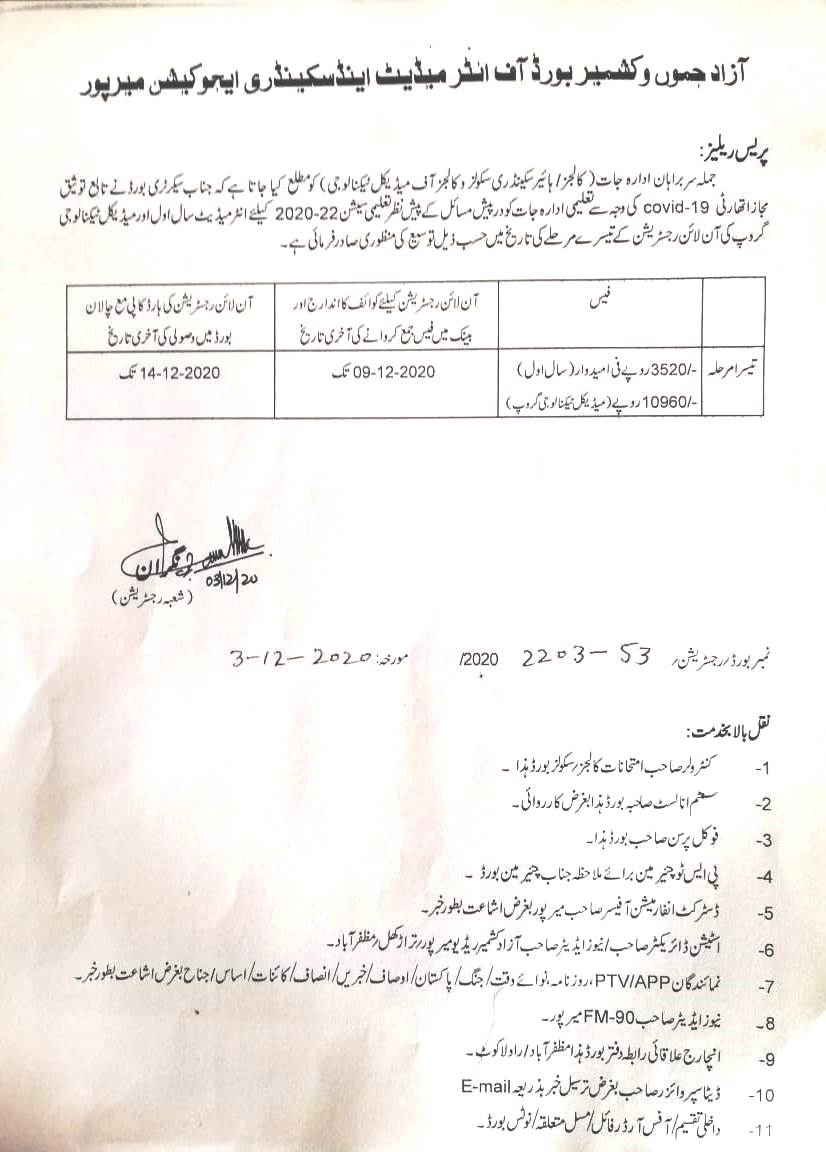 آزاد جموں و کشمیر بورڈ آف انٹرمیڈیٹ اینڈ سکینڈری ایجوکیشن میرپور
پریس ریلیز:
جملہ سربراہان ادارہ جات (کالجز/ہائیر سکینڈری سکولز و کالجز آف میڈیکل ٹیکنالوجی) کو مطلع کیا جاتا ہے کہ جناب سیکرٹری بورڈ نے تابع توثیق
مجاز اتھارٹی covid-19 کی وجہ سے تعلیمی ادارہ جات کو درپیش مسائل کے پیش نظر تعلیمی سیشن 2020-22 کیلئے انٹرمیڈیٹ سال اول اور میڈیکل ٹیکنالوجی
گروپ کی آن لائن رجسٹریشن کے تیسرے مرحلے کی تاریخ میں حسب ذیل توسیع کی منظوری صادر فرمائی ہے۔
فیس
آن لائن رجسٹریشن کیلئے کوائف کا اندراج اور
بینک میں فیس جمع کروانے کی آخری تاریخ
آن لائن رجسٹریشن کی ہارڈ کاپی مع چالان
بورڈ میں وصولی کی آخری تاریخ
تیسرا مرحلہ
3520/- روپے فی امیدوار (سال اول)
10960/- روپے (میڈیکل ٹیکنالوجی گروپ)
09-12-2020 تک
14-12-2020 تک
نگران
03/12/20
(شعبہ رجسٹریشن)
نمبر بورڈ/رجسٹریشن/ 2203-53 /2020 مورخہ: 3-12-2020
نقل بالا بخدمت:
1- کنٹرولر صاحب امتحانات کالجز/سکولز بورڈ ہذا ۔
2- سسٹم انالسٹ صاحبہ بورڈ ہذا بغرض کارروائی۔
3- فوکل پرسن صاحب بورڈ ہذا۔
4- پی ایس ٹو چئیرمین برائے ملاحظہ جناب چئیرمین بورڈ ۔
5- ڈسٹرکٹ انفارمیشن آفیسر صاحب میرپور بغرض اشاعت بطور خبر۔
6- اسٹیشن ڈائریکٹر صاحب/نیوز ایڈیٹر صاحب آزاد کشمیر ریڈیو میرپور/تراڑکھل/مظفرآباد۔
7- نمائندگان PTV/APP، روزنامہ نوائے وقت/جنگ/پاکستان/اوصاف/خبریں/انصاف/کائنات/اساس/جناح بغرض اشاعت بطور خبر۔
8- نیوز ایڈیٹر صاحب FM-90 میرپور۔
9- انچارج علاقائی رابطہ دفتر بورڈ ہذا مظفرآباد/راولاکوٹ۔
10- ڈیٹا سپروائزر صاحب بغرض ترسیل خبر بذریعہ E-mail
11- داخلی تقسیم/آفس آرڈر فائل/مسل متعلقہ/نوٹس بورڈ۔